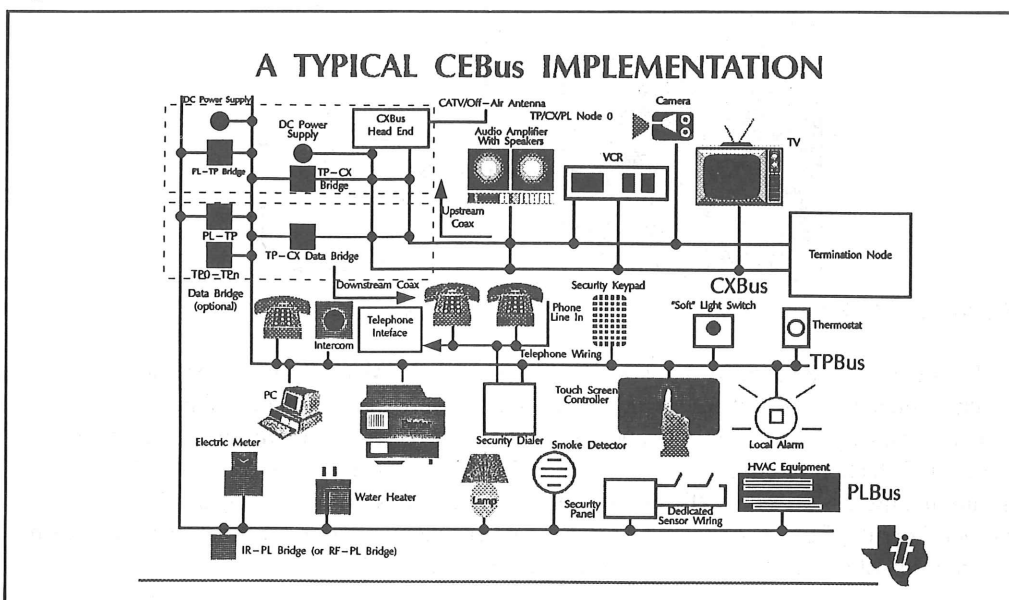 A TYPICAL CEBus IMPLEMENTATION
DC Power Supply
DC Power
Supply
CXBus
Head End
CATV/Off-Air Antenna
TP/CX/PL Node 0
Camera
Audio Amplifier
With Speakers
VCR
TV
PL-TP Bridge
TP-CX
Bridge
Upstream
Coax
PL-TP
TP0-TPn
TP-CX Data Bridge
Termination Node
Data Bridge
(optional)
Downstream Coax
CXBus
Security Keypad
"Soft" Light Switch
Thermostat
Telephone
Inteface
Phone
Line In
Intercom
Telephone Wiring
TPBus
PC
Printer
Security Dialer
Touch Screen
Controller
Local Alarm
Electric Meter
Water Heater
Lamp
Smoke Detector
Security
Panel
Dedicated
Sensor Wiring
HVAC Equipment
PLBus
IR-PL Bridge (or RF-PL Bridge)